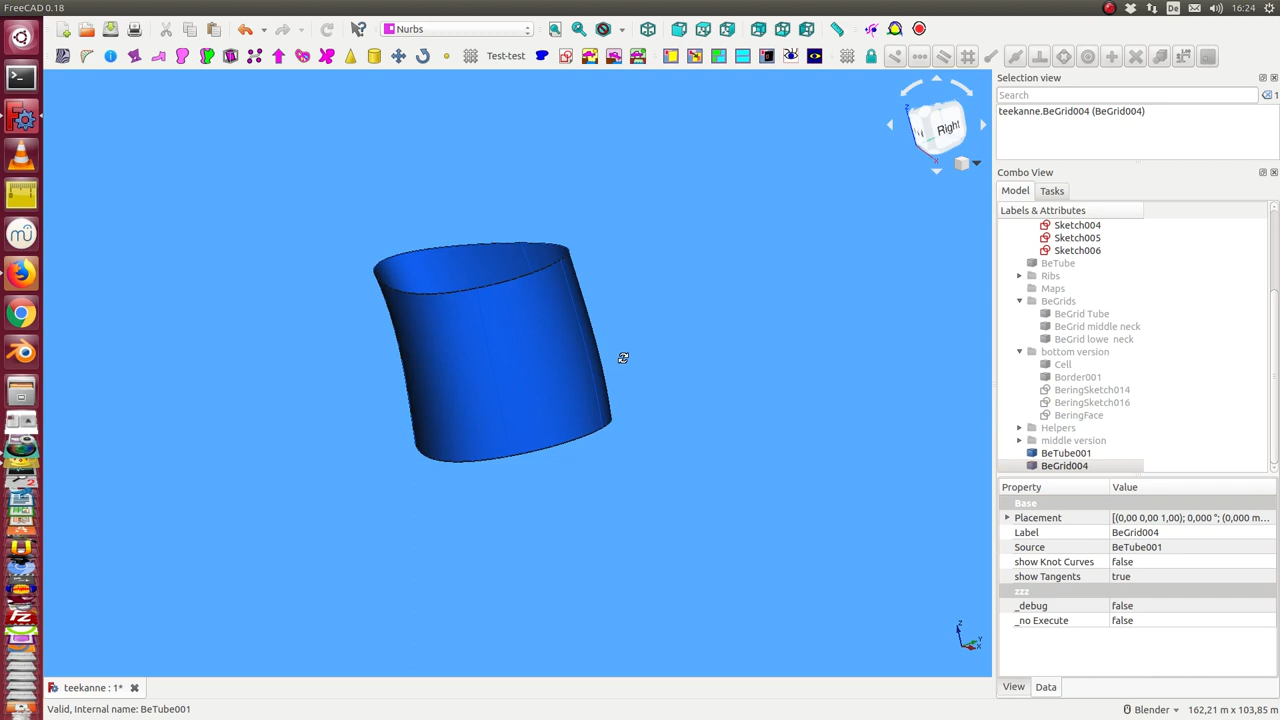 FreeCAD 0.18
De
16:24
Nurbs
Test-test
Selection view
Search
1
teekanne.BeGrid004 (BeGrid004)
Right
Z
X
Combo View
Model
Tasks
Labels & Attributes
Sketch004
Sketch005
Sketch006
BeTube
Ribs
Maps
BeGrids
BeGrid Tube
BeGrid middle neck
BeGrid lowe  neck
bottom version
Cell
Border001
BeringSketch014
BeringSketch016
BeringFace
Helpers
middle version
BeTube001
BeGrid004
Property Value
Base
Placement [(0,00 0,00 1,00); 0,000 °; (0,000 m...
Label BeGrid004
Source BeTube001
show Knot Curves false
show Tangents true
zzz
_debug false
_no Execute false
Z
Y
X
View
Data
teekanne : 1*
Valid, Internal name: BeTube001
Blender
162,21 m x 103,85 m